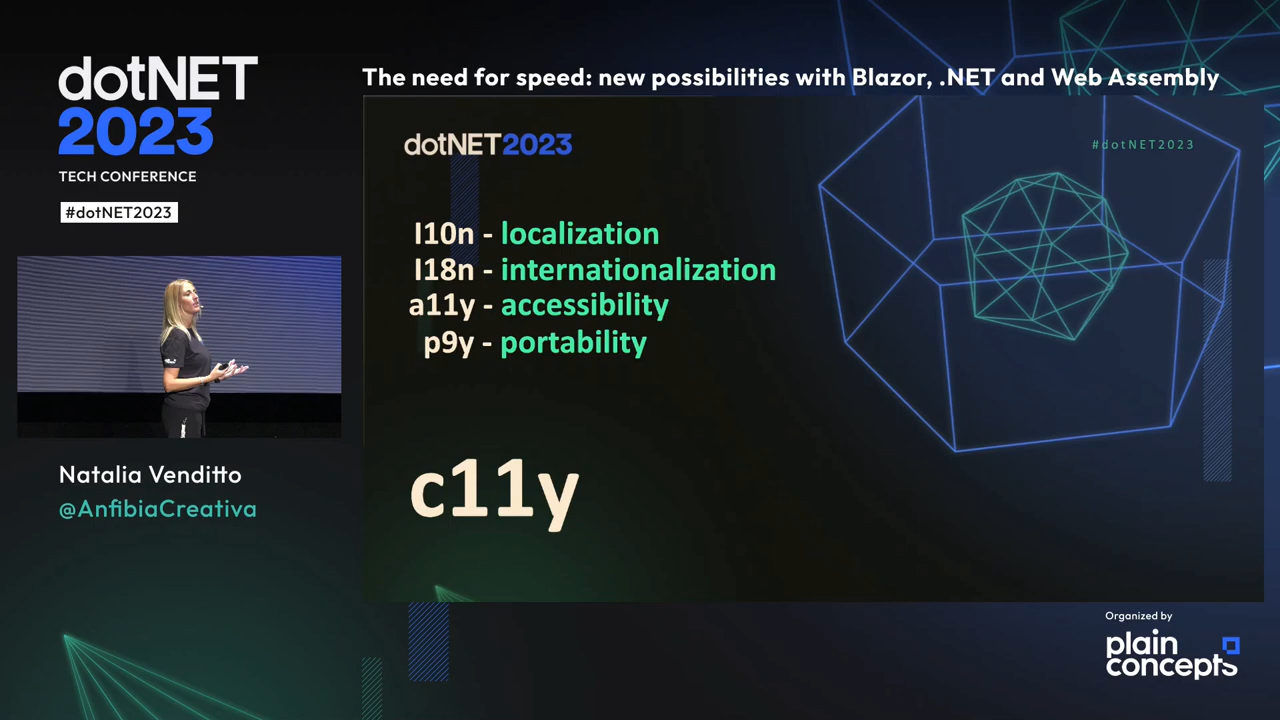 dotNET
2023
TECH CONFERENCE
#dotNET2023
Natalia Venditto
@AnfibiaCreativa
The need for speed: new possibilities with Blazor, .NET and Web Assembly
dotNET2023
#dotNET2023
l10n - localization
I18n - internationalization
a11y - accessibility
p9y - portability
c11y
Organized by
plain
concepts